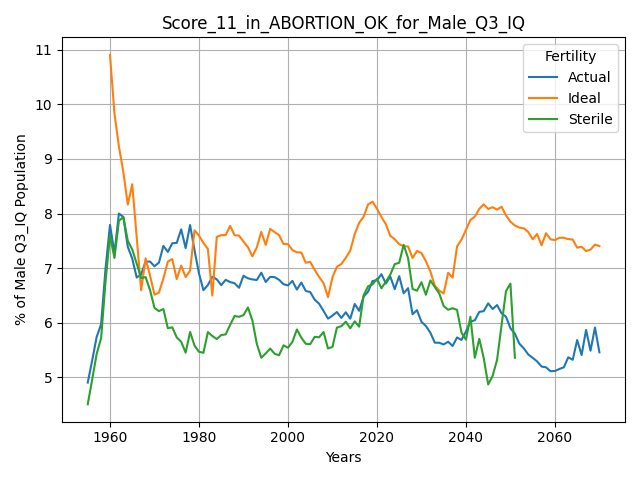 Score_11_in_ABORTION_OK_for_Male_Q3_IQ
Fertility
Actual
Ideal
Sterile
% of Male Q3_IQ Population
11
10
9
8
7
6
5
1960 1980 2000 2020 2040 2060
Years